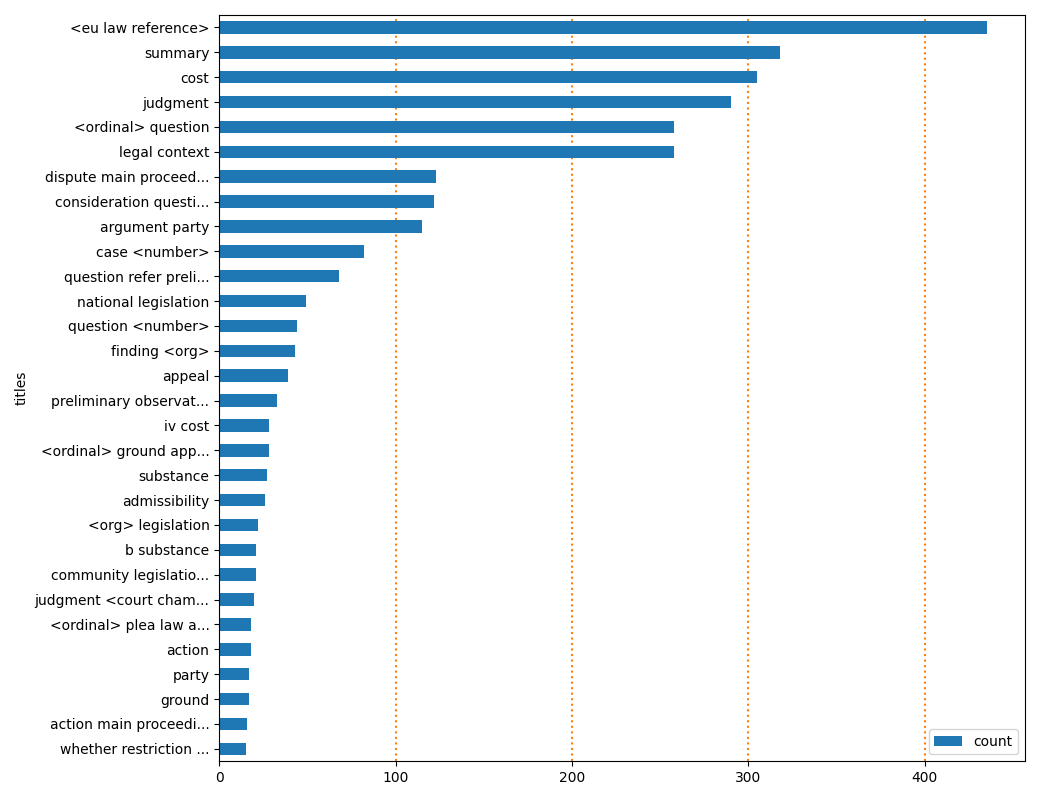 <eu law reference>
summary
cost
judgment
<ordinal> question
legal context
dispute main proceed...
consideration questi...
argument party
case <number>
question refer preli...
national legislation
question <number>
finding <org>
appeal
preliminary observat...
iv cost
<ordinal> ground app...
substance
admissibility
<org> legislation
b substance
community legislatio...
judgment <court cham...
<ordinal> plea law a...
action
party
ground
action main proceedi...
whether restriction ...
titles
count
0 100 200 300 400